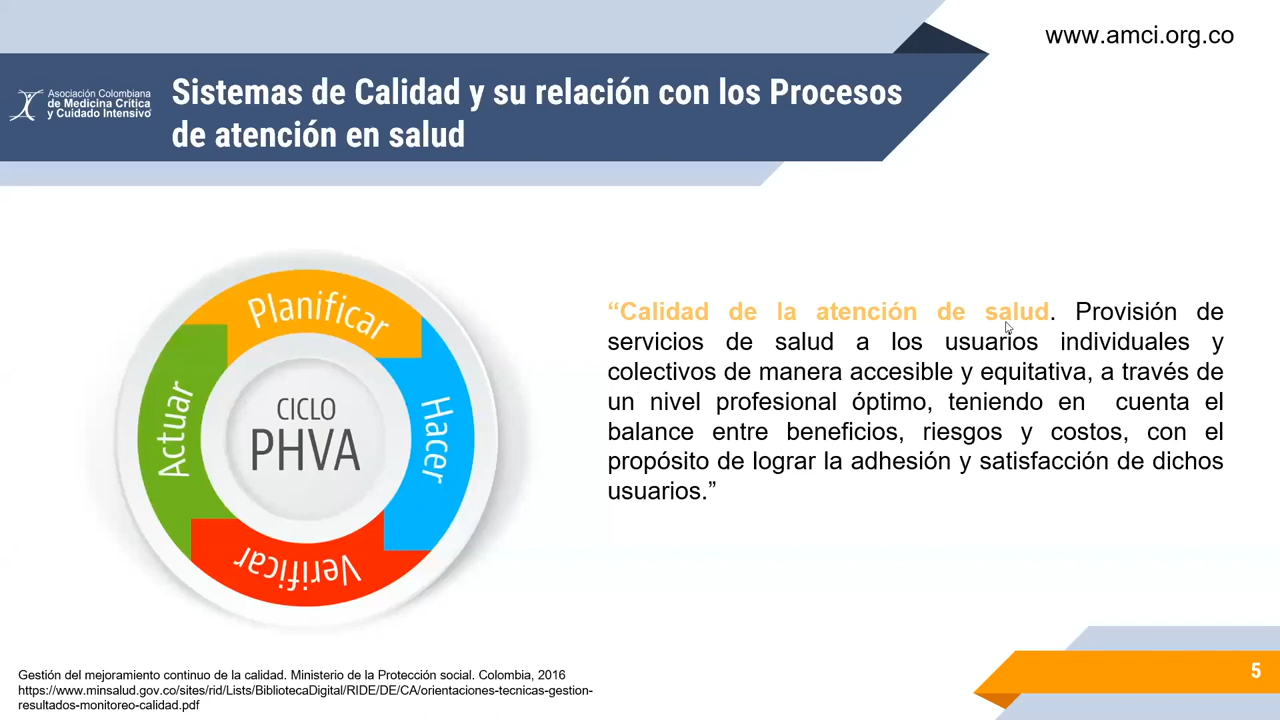 www.amci.org.co
Asociación Colombiana
de Medicina Crítica
y Cuidado Intensivo
Sistemas de Calidad y su relación con los Procesos
de atención en salud
Planificar
Hacer
Verificar
Actuar
CICLO
PHVA
“Calidad de la atención de salud. Provisión de
servicios de salud a los usuarios individuales y
colectivos de manera accesible y equitativa, a través de
un nivel profesional óptimo, teniendo en cuenta el
balance entre beneficios, riesgos y costos, con el
propósito de lograr la adhesión y satisfacción de dichos
usuarios.”
Gestión del mejoramiento continuo de la calidad. Ministerio de la Protección social. Colombia, 2016
https://www.minsalud.gov.co/sites/rid/Lists/BibliotecaDigital/RIDE/DE/CA/orientaciones-tecnicas-gestion-
resultados-monitoreo-calidad.pdf
5